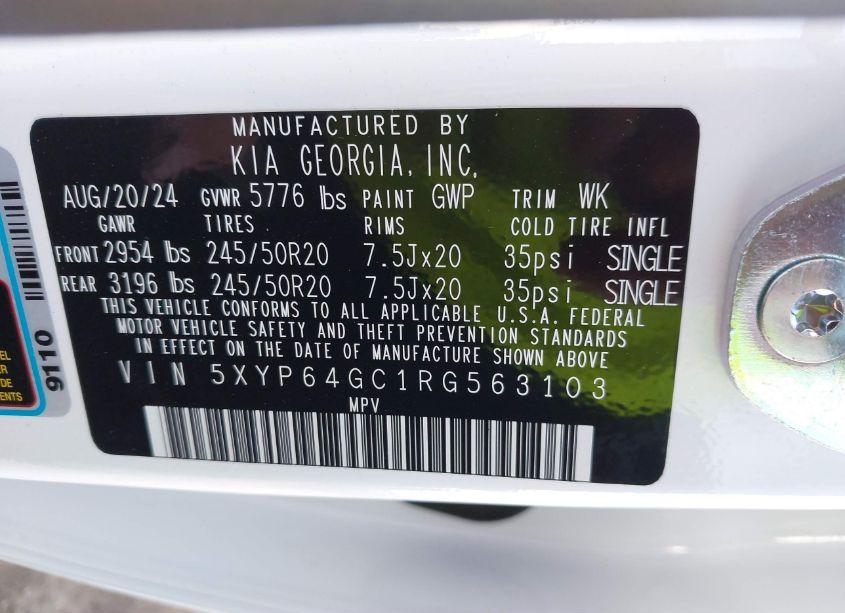 MANUFACTURED BY
KIA GEORGIA, INC.
AUG/20/24 GVWR 5776 lbs PAINT GWP TRIM WK
GAWR TIRES RIMS COLD TIRE INFL
FRONT 2954 lbs 245/50R20 7.5Jx20 35psi SINGLE
REAR 3196 lbs 245/50R20 7.5Jx20 35psi SINGLE
THIS VEHICLE CONFORMS TO ALL APPLICABLE U.S.A. FEDERAL
MOTOR VEHICLE SAFETY AND THEFT PREVENTION STANDARDS
IN EFFECT ON THE DATE OF MANUFACTURE SHOWN ABOVE
VIN 5XYP64GC1RG563103
MPV
9110